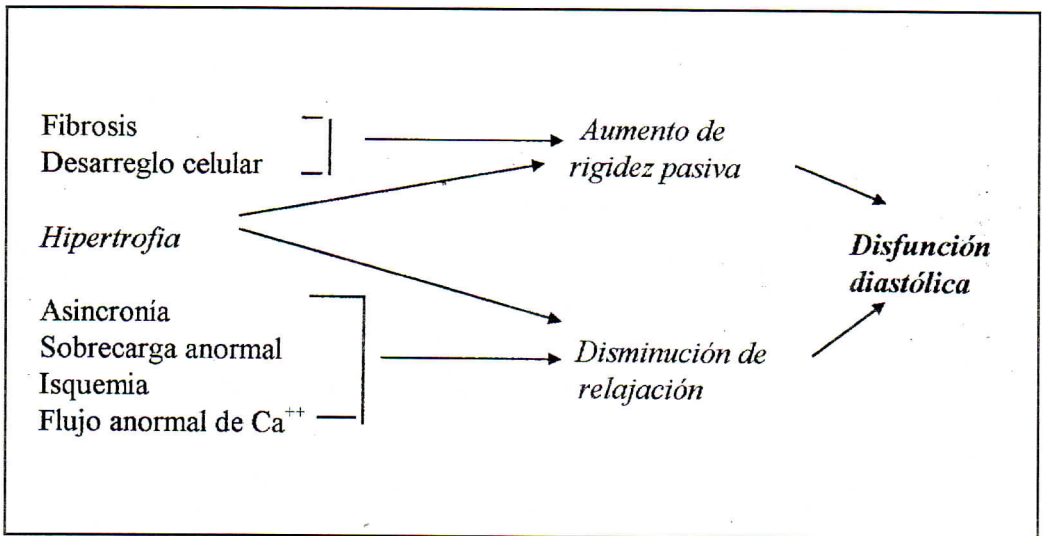 Fibrosis
Desarreglo celular
Hipertrofia
Asincronía
Sobrecarga anormal
Isquemia
Flujo anormal de Ca⁺⁺
Aumento de
rigidez pasiva
Disminución de
relajación
Disfunción
diastólica